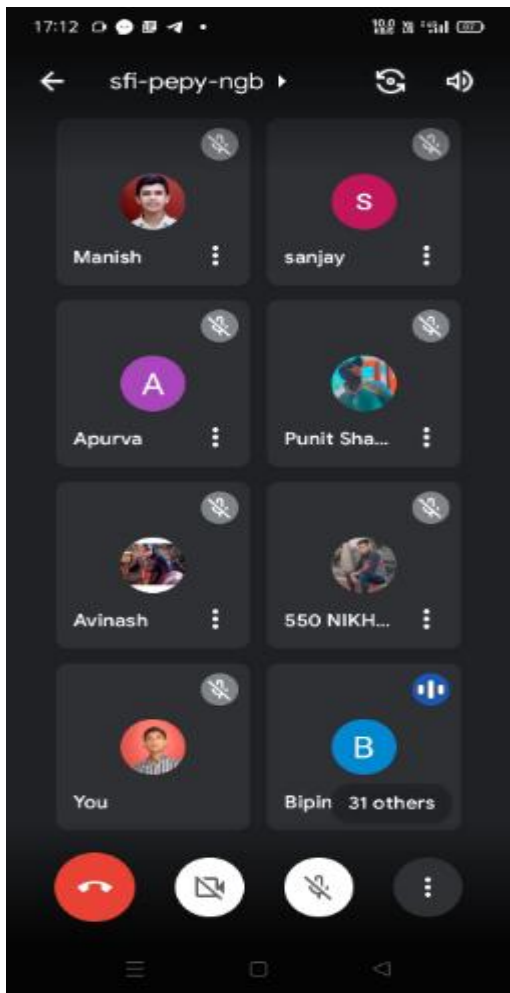 17:12
sfi-pepy-ngb
Manish
S
sanjay
A
Apurva
Punit Sha...
Avinash
550 NIKH...
You
B
Bipin
31 others